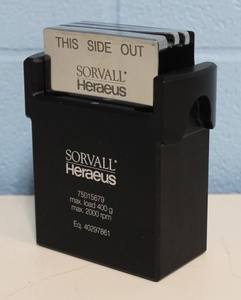 THIS SIDE OUT
SORVALL®
Heraeus
SORVALL®
Heraeus
75015679
max. load 400 g
max. 2000 rpm
Eq. 40297861